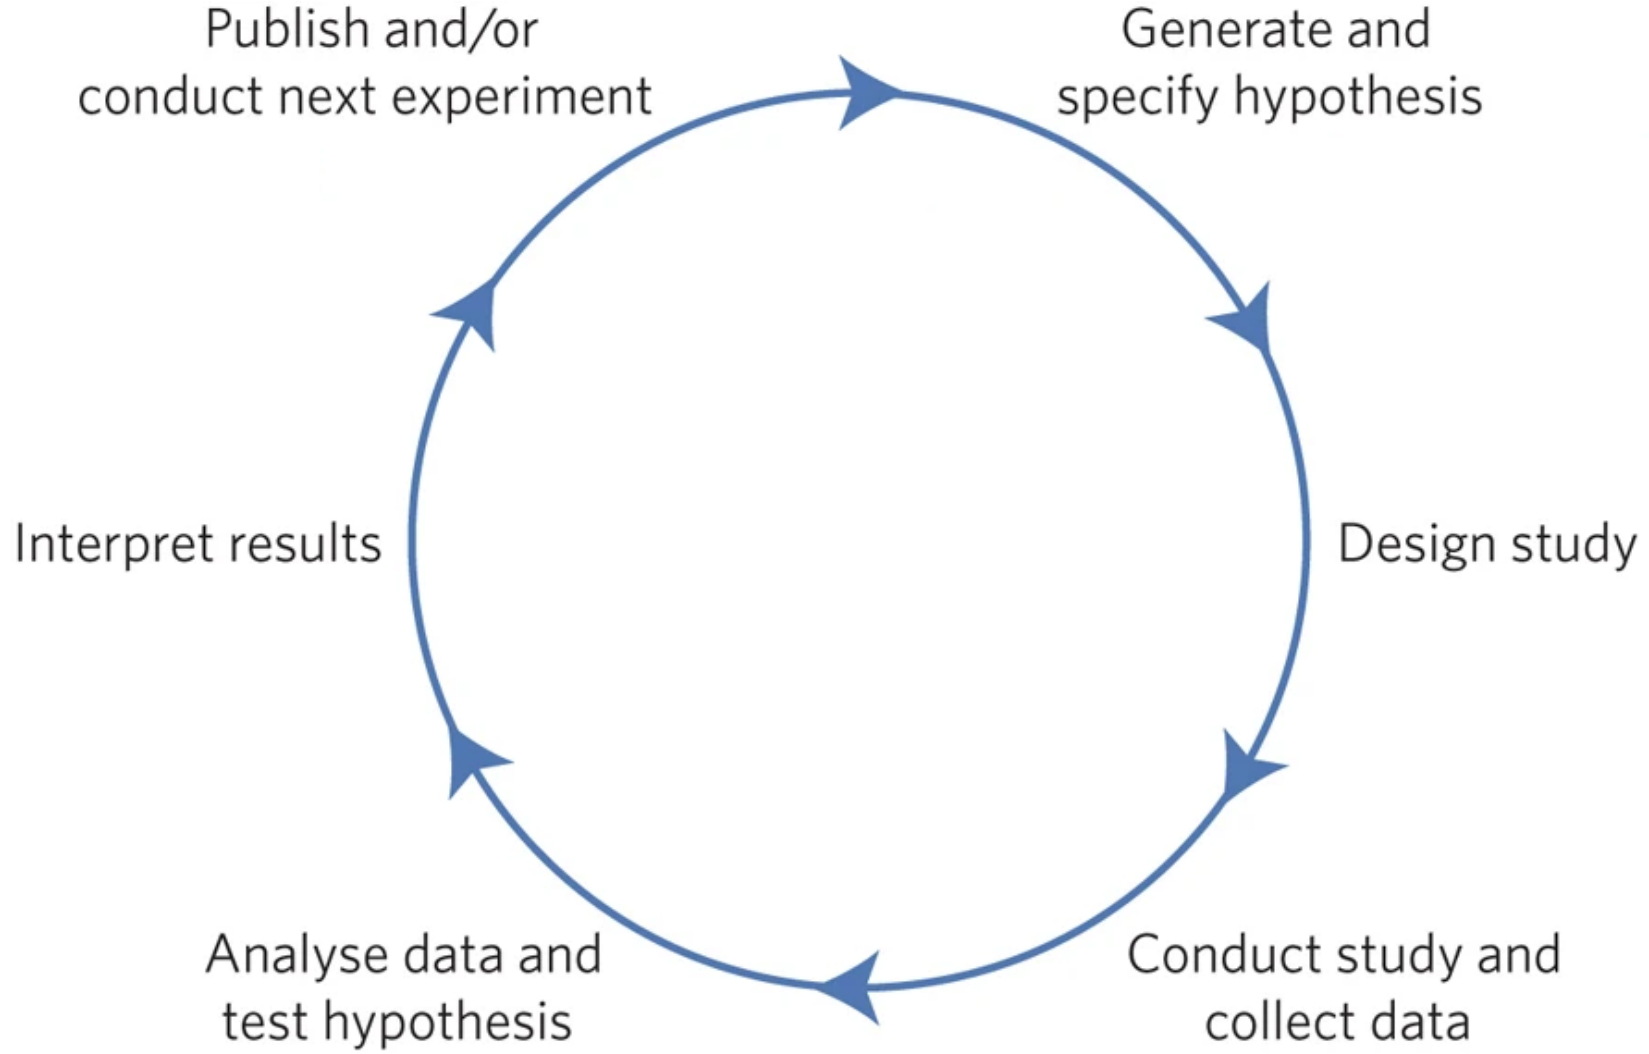 Publish and/or
conduct next experiment
Generate and
specify hypothesis
Design study
Conduct study and
collect data
Analyse data and
test hypothesis
Interpret results